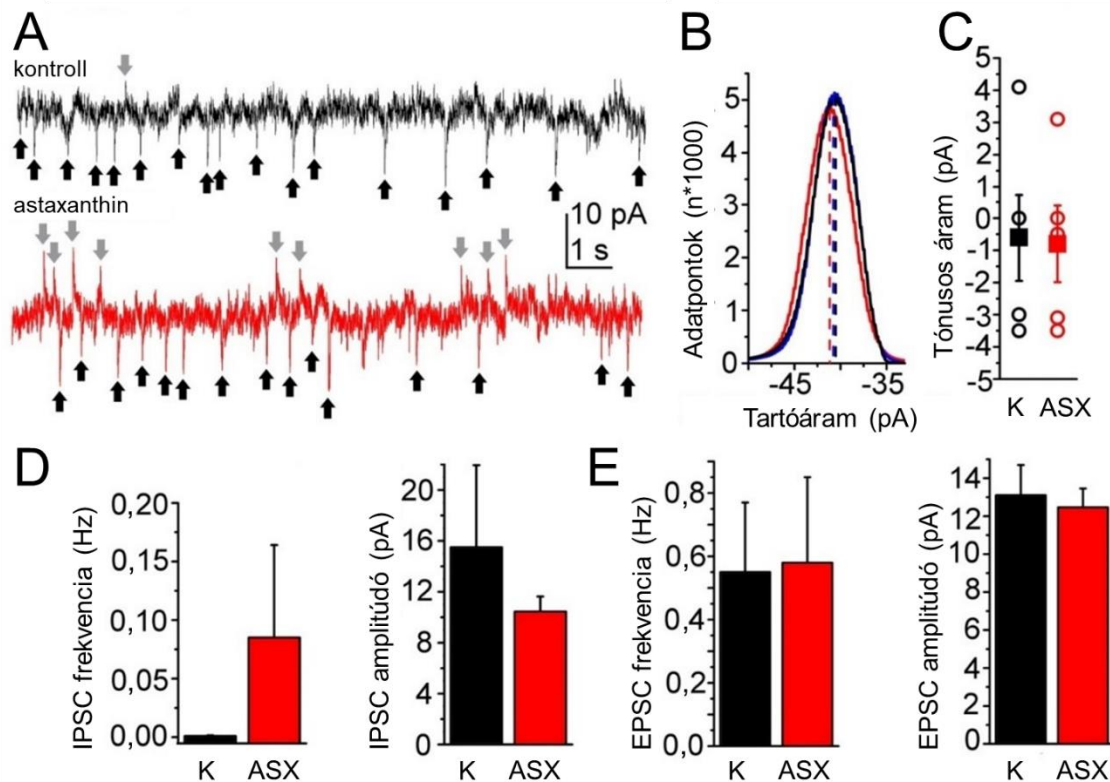 A
kontroll
astaxanthin
10 pA
1 s
B
Adatpontok (n*1000)
5
4
3
2
1
0
-45
-35
Tartóáram (pA)
C
Tónusos áram (pA)
5
4
3
2
1
0
-1
-2
-3
-4
-5
K
ASX
D
IPSC frekvencia (Hz)
0,20
0,15
0,10
0,05
0,00
K
ASX
IPSC amplitúdó (pA)
20
16
12
8
4
0
K
ASX
E
EPSC frekvencia (Hz)
0,8
0,6
0,4
0,2
0,0
K
ASX
EPSC amplitúdó (pA)
14
12
10
8
6
4
2
0
K
ASX